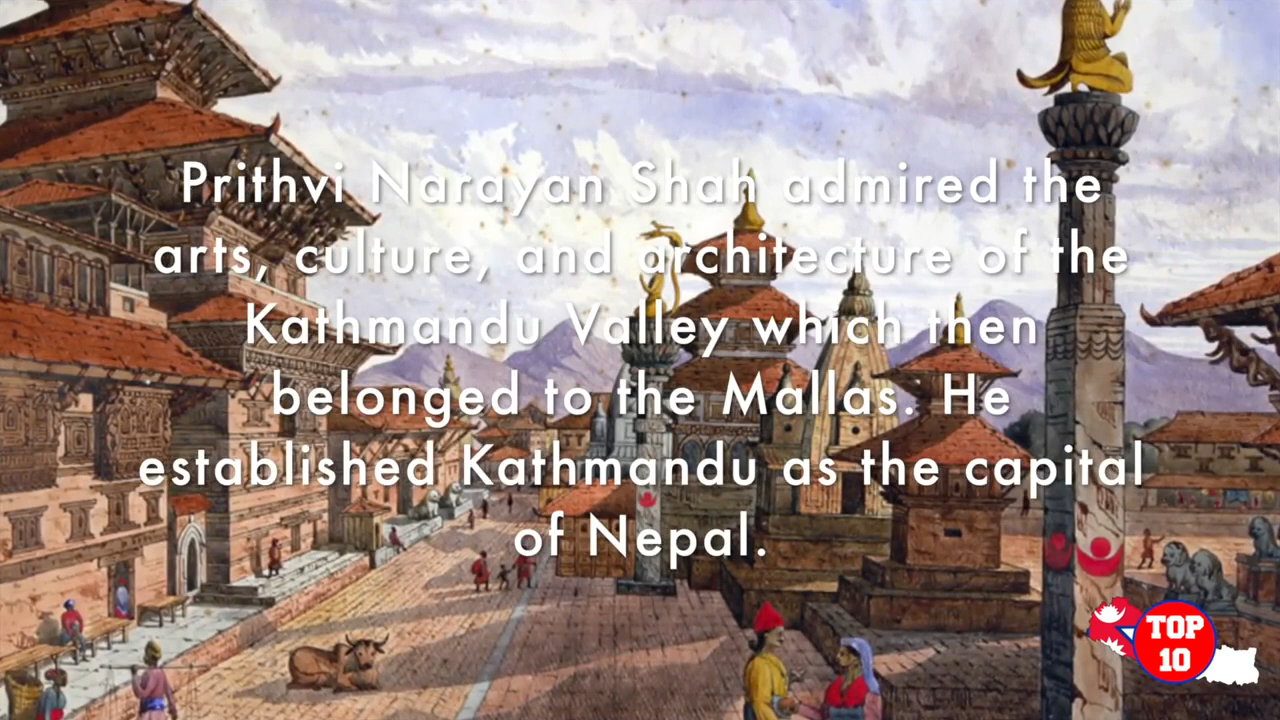 Prithvi Narayan Shah admired the
arts, culture, and architecture of the
Kathmandu Valley which then
belonged to the Mallas. He
established Kathmandu as the capital
of Nepal.
TOP
10